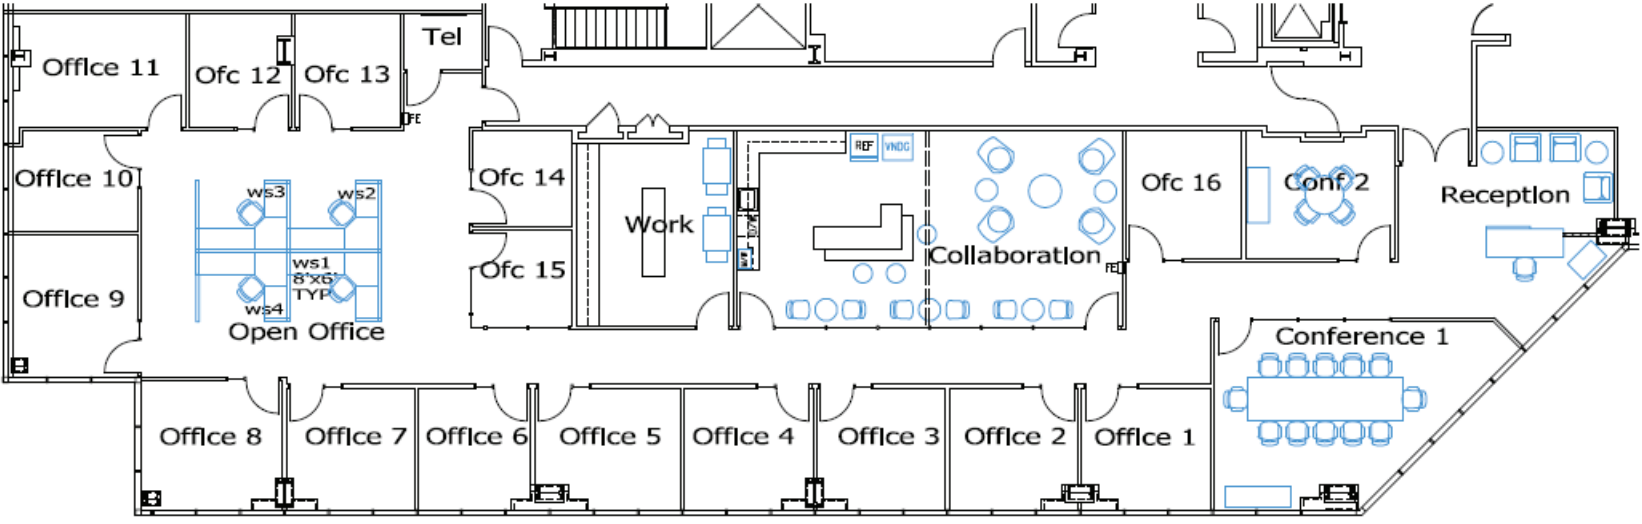 Tel
Office 11
Ofc 12
Ofc 13
FE
REF
VNDG
Office 10
Ofc 14
Ofc 16
Conf 2
Reception
ws3
ws2
Work
Collaboration
FE
Ofc 15
ws1
8'x6'
TYP
Office 9
ws4
Open Office
Conference 1
Office 8
Office 7
Office 6
Office 5
Office 4
Office 3
Office 2
Office 1